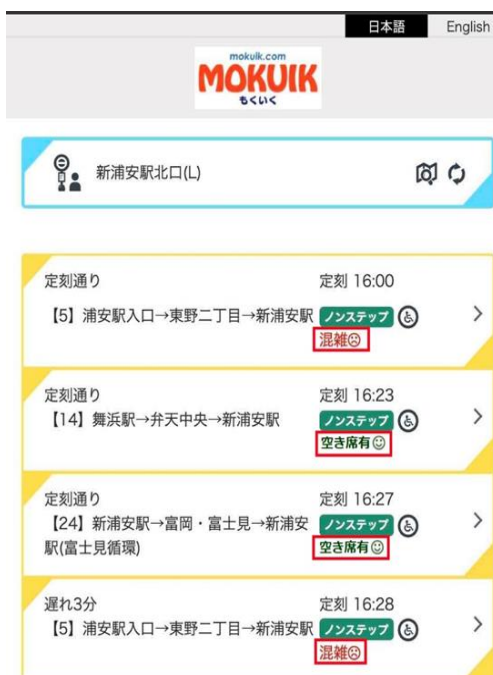 日本語 English
mokuik.com
MOKUIK
もくいく
新浦安駅北口(L)
定刻通り 定刻 16:00
【5】浦安駅入口→東野二丁目→新浦安駅 ノンステップ
混雑
定刻通り 定刻 16:23
【14】舞浜駅→弁天中央→新浦安駅 ノンステップ
空き席有
定刻通り 定刻 16:27
【24】新浦安駅→富岡・富士見→新浦安 ノンステップ
駅(富士見循環) 空き席有
遅れ3分 定刻 16:28
【5】浦安駅入口→東野二丁目→新浦安駅 ノンステップ
混雑